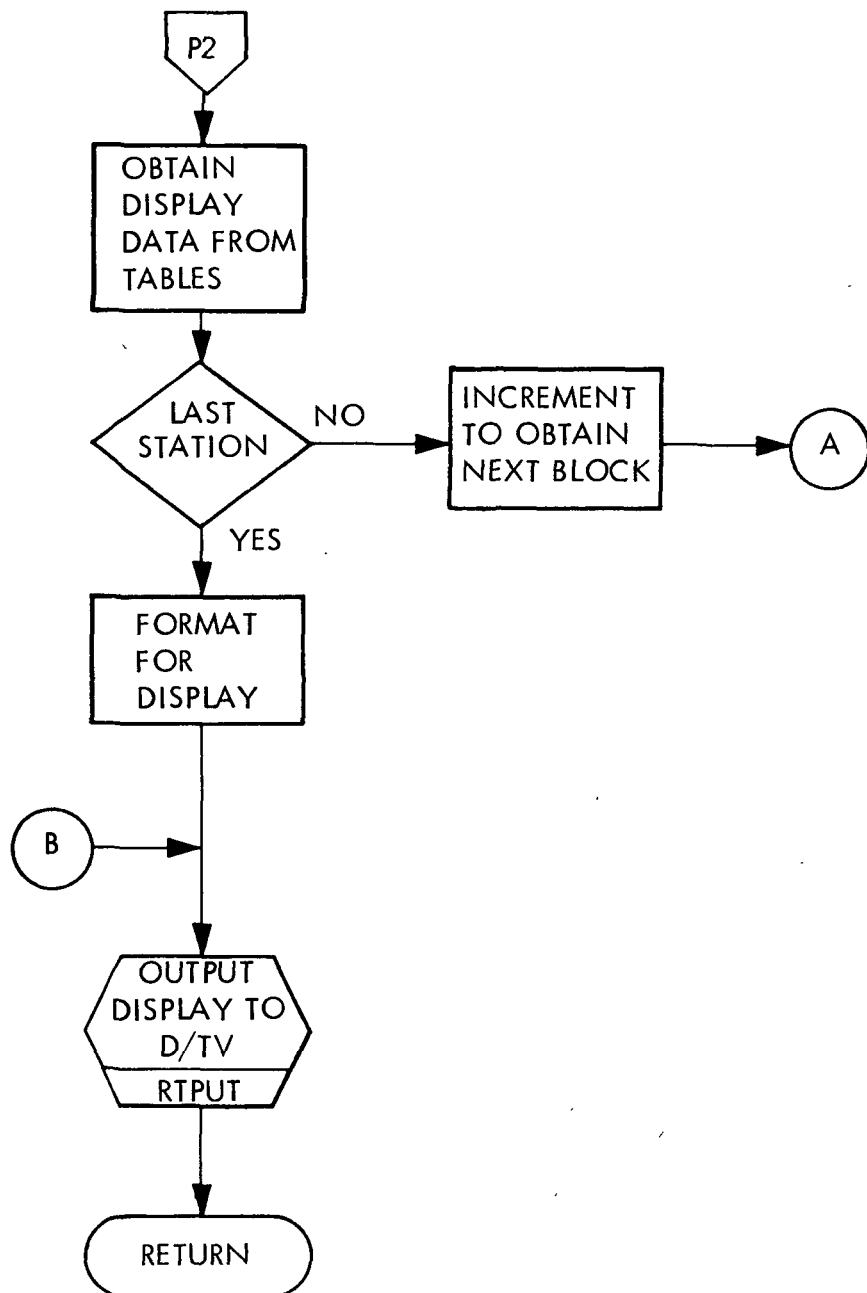 P2
OBTAIN
DISPLAY
DATA FROM
TABLES
LAST
STATION
NO
INCREMENT
TO OBTAIN
NEXT BLOCK
A
YES
FORMAT
FOR
DISPLAY
B
OUTPUT
DISPLAY TO
D/TV
RTPUT
RETURN